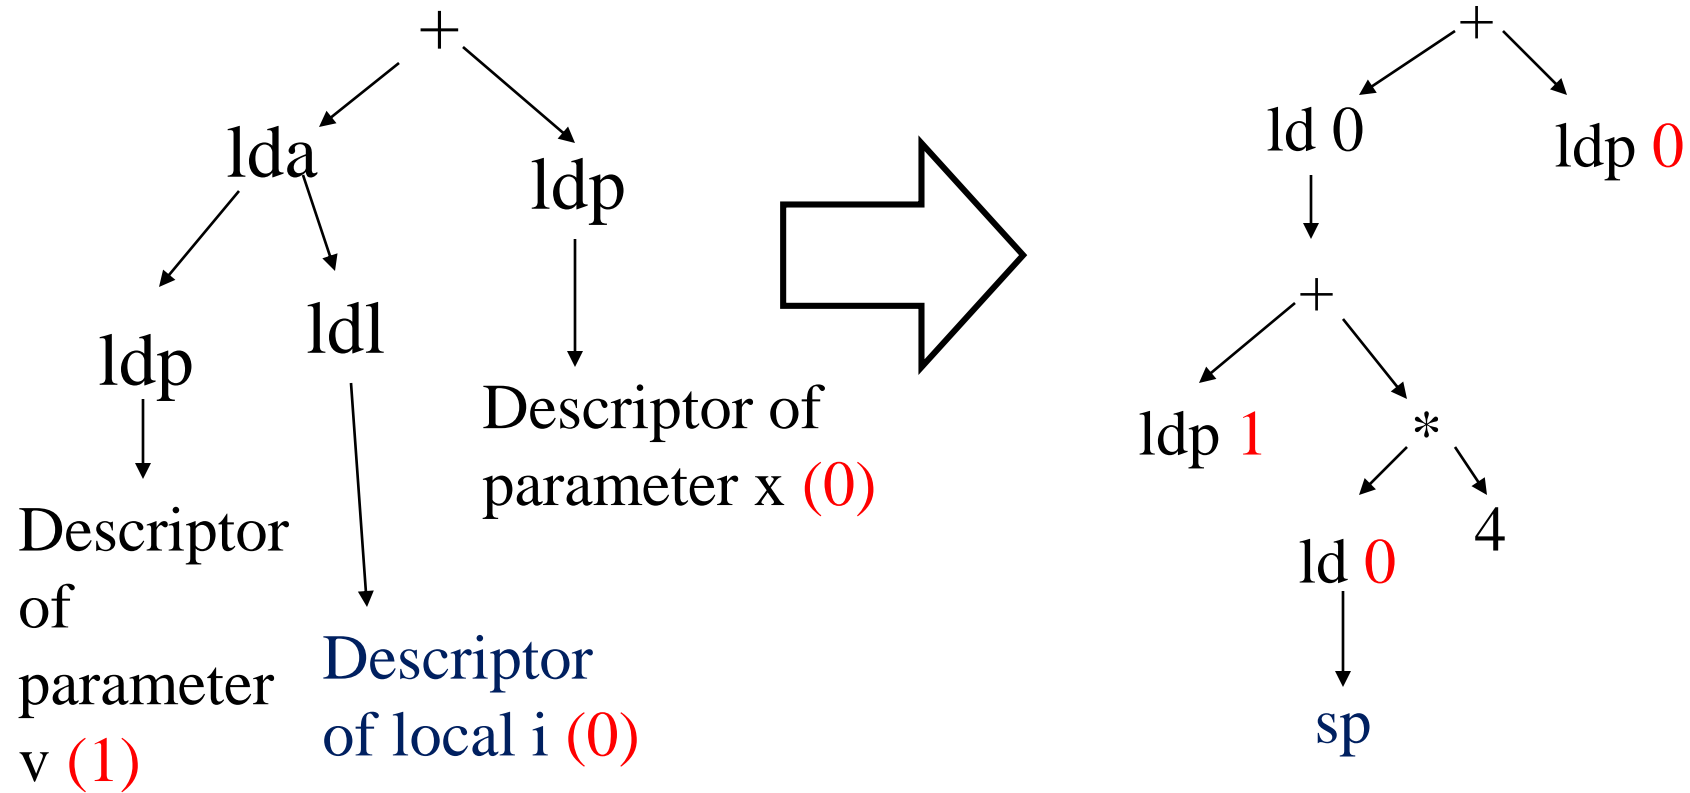 +
lda
ldp
ldp
ldl
Descriptor of
parameter x (0)
Descriptor
of
parameter
v (1)
Descriptor
of local i (0)
+
ld 0
ldp 0
+
ldp 1
*
ld 0
4
sp